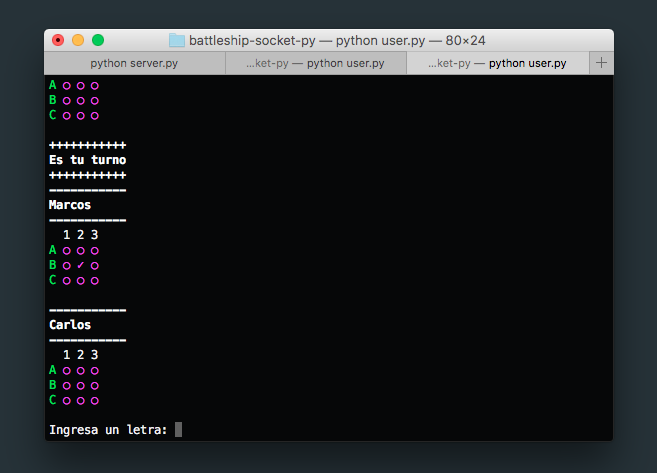 battleship-socket-py — python user.py — 80×24
python server.py
...ket-py — python user.py
...ket-py — python user.py
A ○ ○ ○
B ○ ○ ○
C ○ ○ ○
+++++++++++
Es tu turno
+++++++++++
-----------
Marcos
-----------
1 2 3
A ○ ○ ○
B ○ ✓ ○
C ○ ○ ○
-----------
Carlos
-----------
1 2 3
A ○ ○ ○
B ○ ○ ○
C ○ ○ ○
Ingresa un letra: